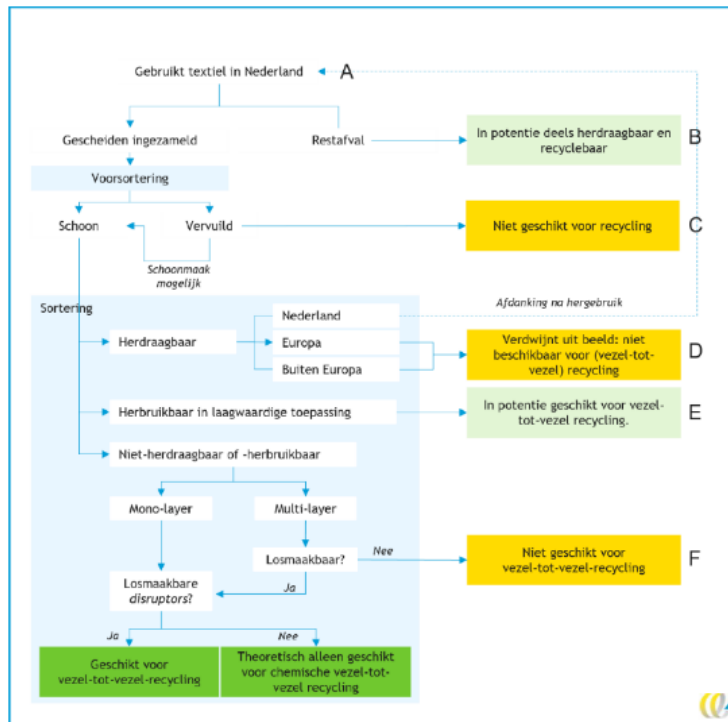 Gebruikt textiel in Nederland
A
Gescheiden ingezameld
Restafval
In potentie deels herdraagbaar en
recyclebaar
B
Voorsortering
Schoon
Vervuild
Niet geschikt voor recycling
C
Schoonmaak
mogelijk
Sortering
Afdanking na hergebruik
Nederland
Herdraagbaar
Europa
Buiten Europa
Verdwijnt uit beeld: niet
beschikbaar voor (vezel-tot-
vezel) recycling
D
Herbruikbaar in laagwaardige toepassing
In potentie geschikt voor vezel-
tot-vezel recycling.
E
Niet-herdraagbaar of -herbruikbaar
Mono-layer
Multi-layer
Losmaakbaar?
Nee
Niet geschikt voor
vezel-tot-vezel-recycling
F
Ja
Losmaakbare
disruptors?
Ja
Nee
Geschikt voor
vezel-tot-vezel-recycling
Theoretisch alleen geschikt
voor chemische vezel-tot-
vezel recycling